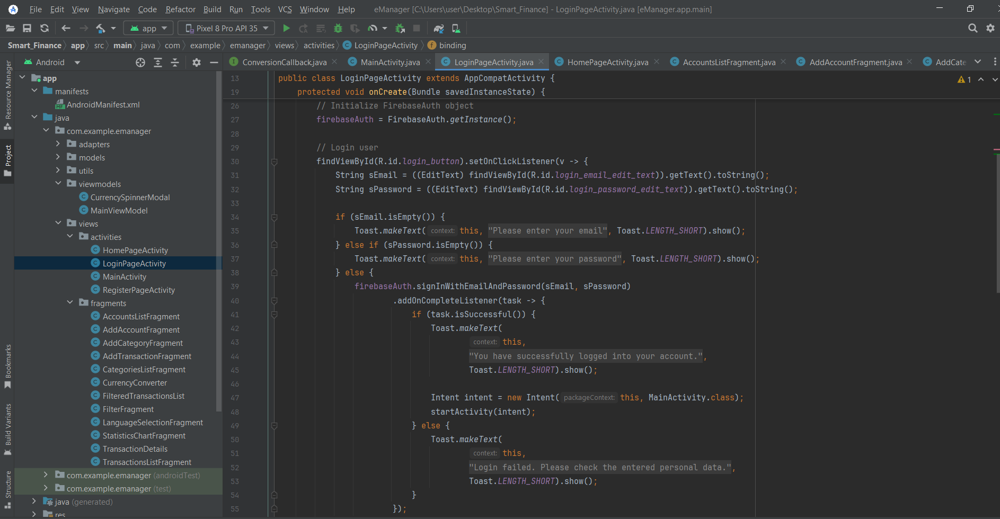 File Edit View Navigate Code Refactor Build Run Tools VCS Window Help eManager [C:\Users\user\Desktop\Smart_Finance] - LoginPageActivity.java [eManager.app.main]
app Pixel 8 Pro API 35
Smart_Finance app src main java com example emanager views activities LoginPageActivity binding
Android
ConversionCallback.java MainActivity.java LoginPageActivity.java HomePageActivity.java AccountsListFragment.java AddAccountFragment.java AddCate
Resource Manager
Project
Bookmarks
Build Variants
Structure
app
manifests
AndroidManifest.xml
java
com.example.emanager
adapters
models
utils
viewmodels
CurrencySpinnerModal
MainViewModel
views
activities
HomePageActivity
LoginPageActivity
MainActivity
RegisterPageActivity
fragments
AccountsListFragment
AddAccountFragment
AddCategoryFragment
AddTransactionFragment
CategoriesListFragment
CurrencyConverter
FilteredTransactionsList
FilterFragment
LanguageSelectionFragment
StatisticsChartFragment
TransactionDetails
TransactionsListFragment
com.example.emanager (androidTest)
com.example.emanager (test)
java (generated)
res
1
13 public class LoginPageActivity extends AppCompatActivity {
19 protected void onCreate(Bundle savedInstanceState) {
26 // Initialize FirebaseAuth object
27 firebaseAuth = FirebaseAuth.getInstance();
28
29 // Login user
30 findViewById(R.id.login_button).setOnClickListener(v -> {
31 String sEmail = ((EditText) findViewById(R.id.login_email_edit_text)).getText().toString();
32 String sPassword = ((EditText) findViewById(R.id.login_password_edit_text)).getText().toString();
33
34 if (sEmail.isEmpty()) {
35 Toast.makeText( context: this, "Please enter your email", Toast.LENGTH_SHORT).show();
36 } else if (sPassword.isEmpty()) {
37 Toast.makeText( context: this, "Please enter your password", Toast.LENGTH_SHORT).show();
38 } else {
39 firebaseAuth.signInWithEmailAndPassword(sEmail, sPassword)
40 .addOnCompleteListener(task -> {
41 if (task.isSuccessful()) {
42 Toast.makeText(
43 context: this,
44 "You have successfully logged into your account.",
45 Toast.LENGTH_SHORT).show();
46
47 Intent intent = new Intent( packageContext: this, MainActivity.class);
48 startActivity(intent);
49 } else {
50 Toast.makeText(
51 context: this,
52 "Login failed. Please check the entered personal data.",
53 Toast.LENGTH_SHORT).show();
54 }
55 });